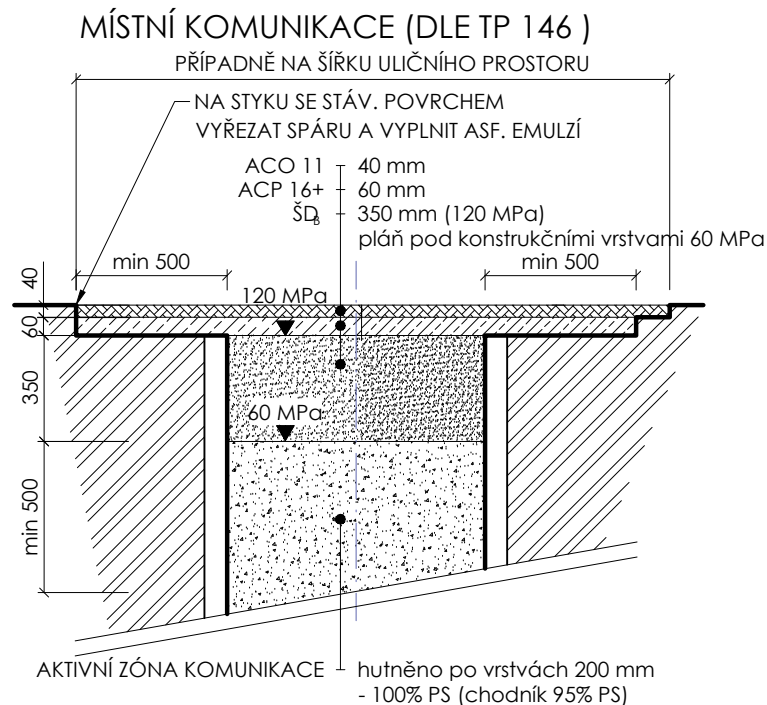 MÍSTNÍ KOMUNIKACE (DLE TP 146 )
PŘÍPADNĚ NA ŠÍŘKU ULIČNÍHO PROSTORU
NA STYKU SE STÁV. POVRCHEM
VYŘEZAT SPÁRU A VYPLNIT ASF. EMULZÍ
ACO 11 40 mm
ACP 16+ 60 mm
ŠDB 350 mm (120 MPa)
pláň pod konstrukčními vrstvami 60 MPa
min 500
min 500
40
60
350
min 500
120 MPa
60 MPa
AKTIVNÍ ZÓNA KOMUNIKACE hutněno po vrstvách 200 mm
- 100% PS (chodník 95% PS)